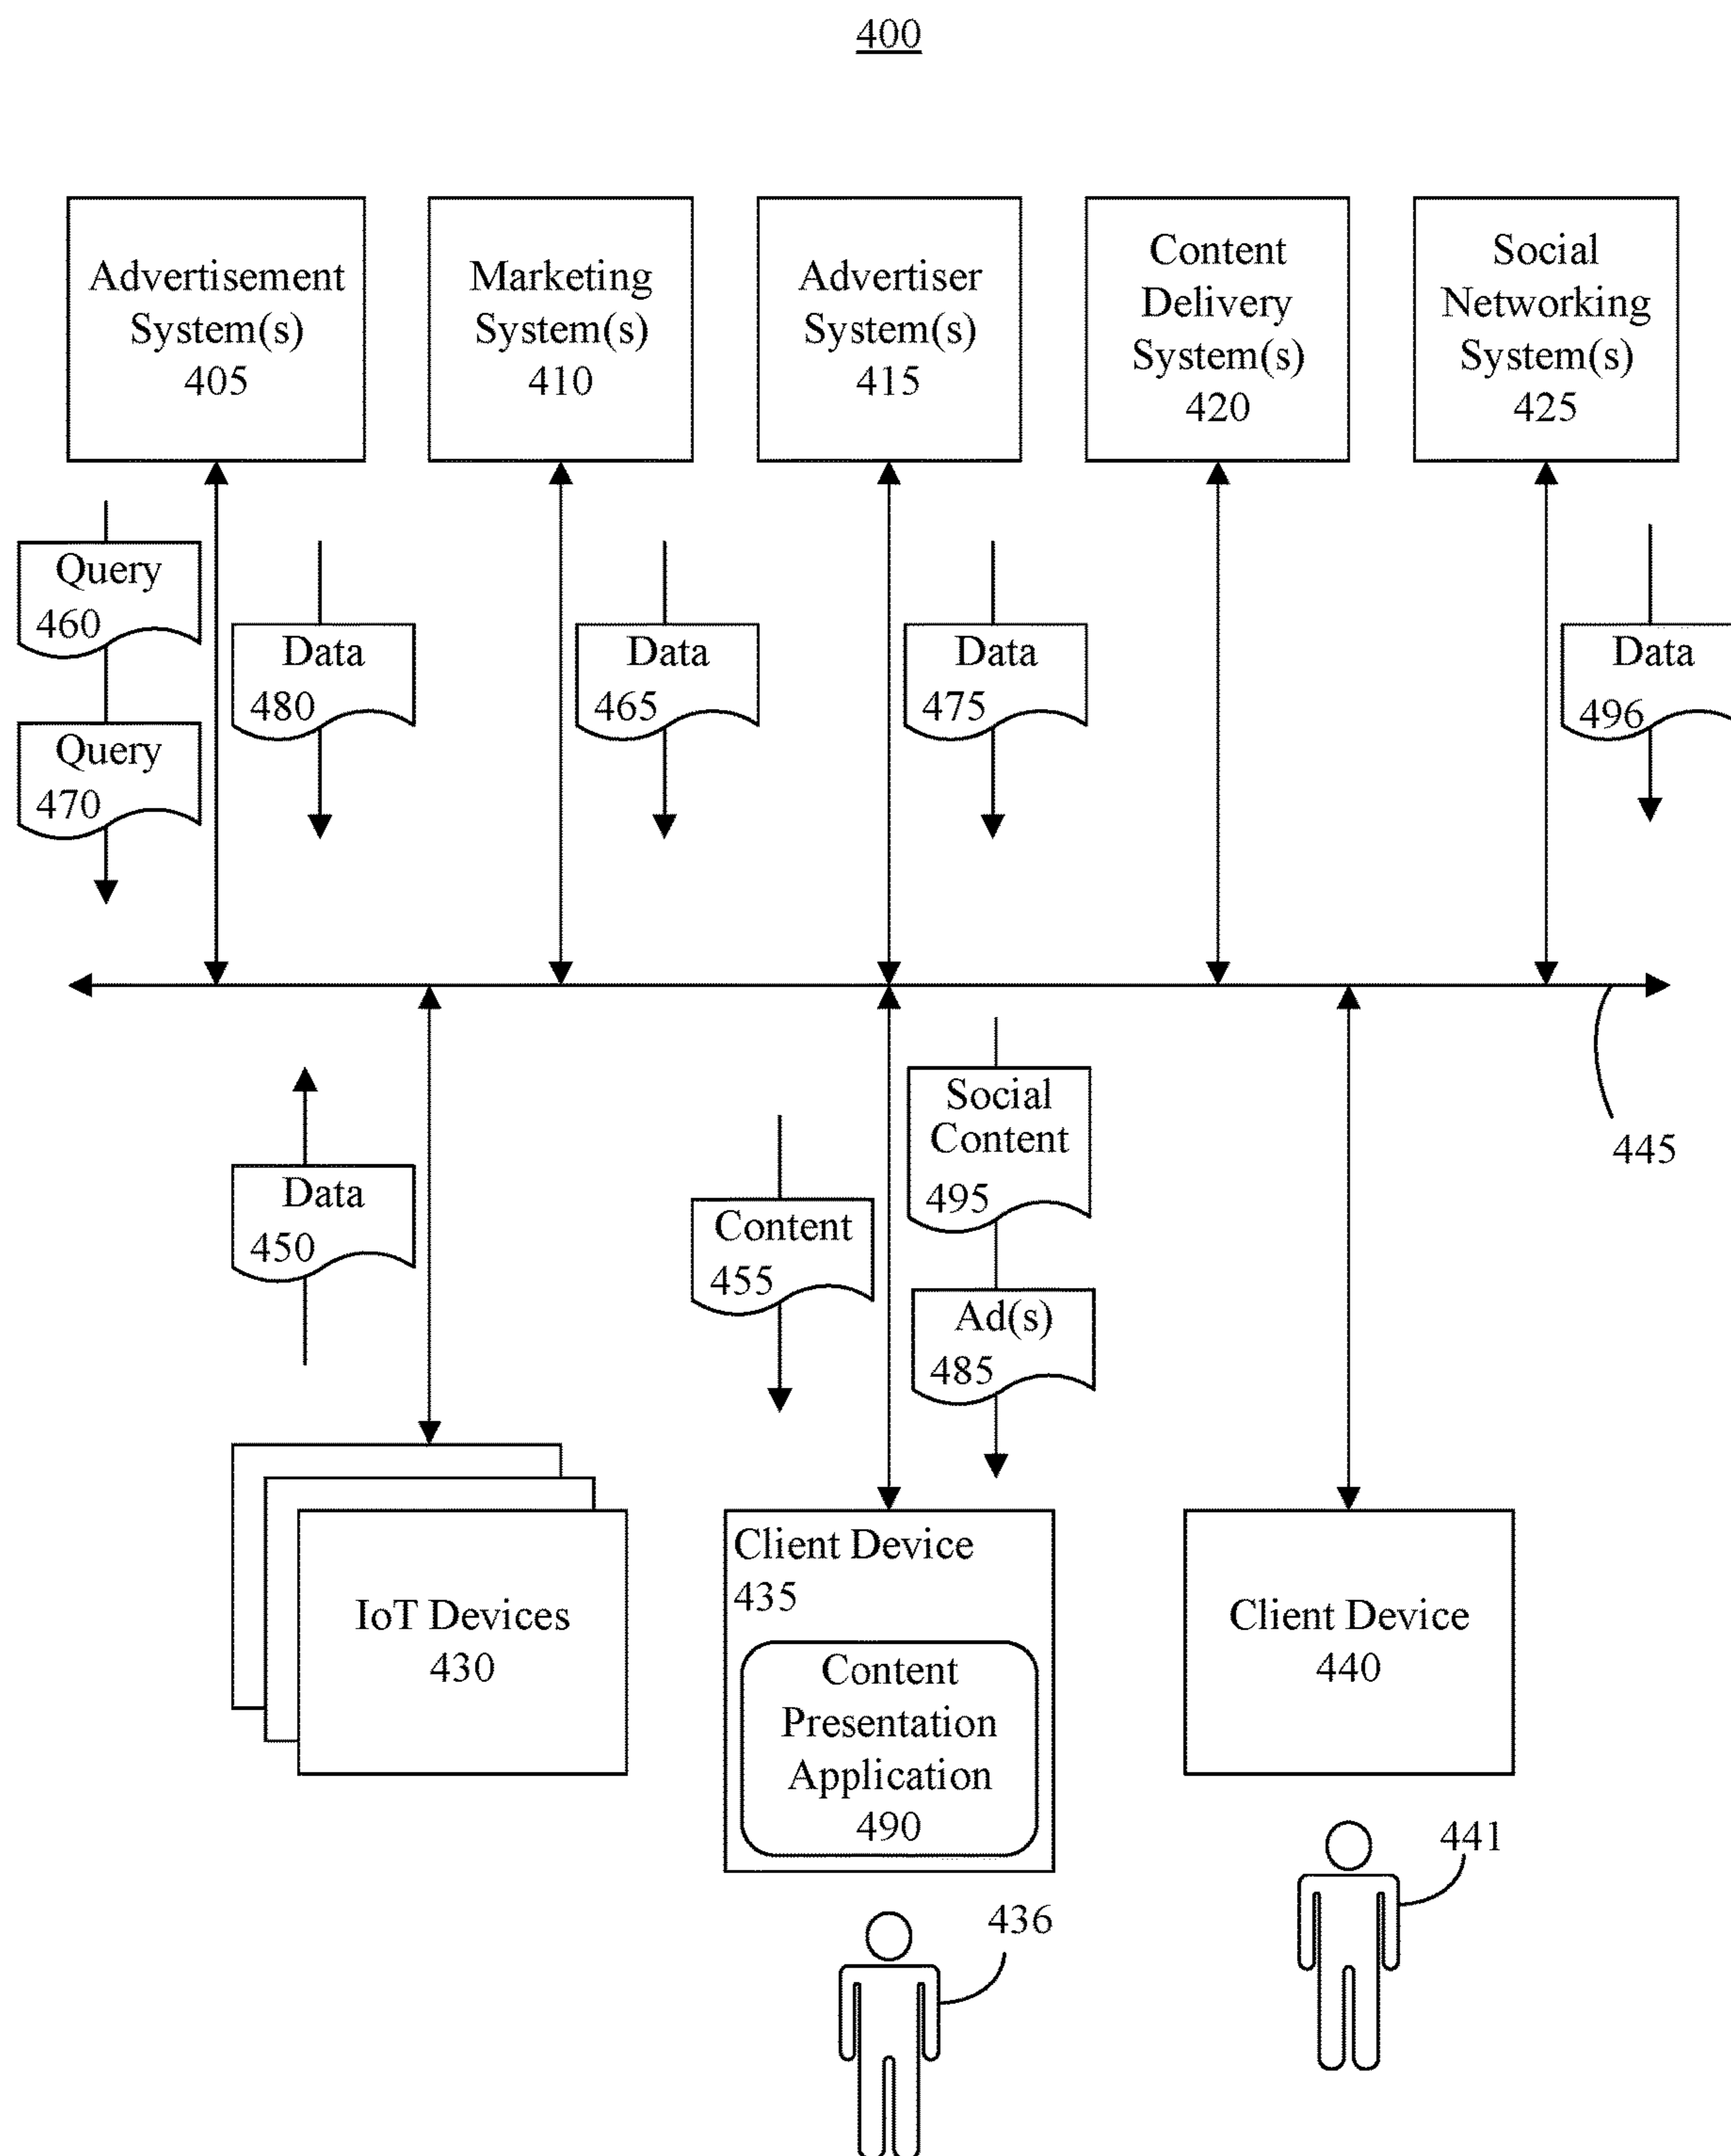 400
Advertisement
System(s)
405
Marketing
System(s)
410
Advertiser
System(s)
415
Content
Delivery
System(s)
420
Social
Networking
System(s)
425
Query
460
Query
470
Data
480
Data
465
Data
475
Data
496
445
Data
450
Content
455
Social
Content
495
Ad(s)
485
IoT Devices
430
Client Device
435
Content
Presentation
Application
490
Client Device
440
436
441